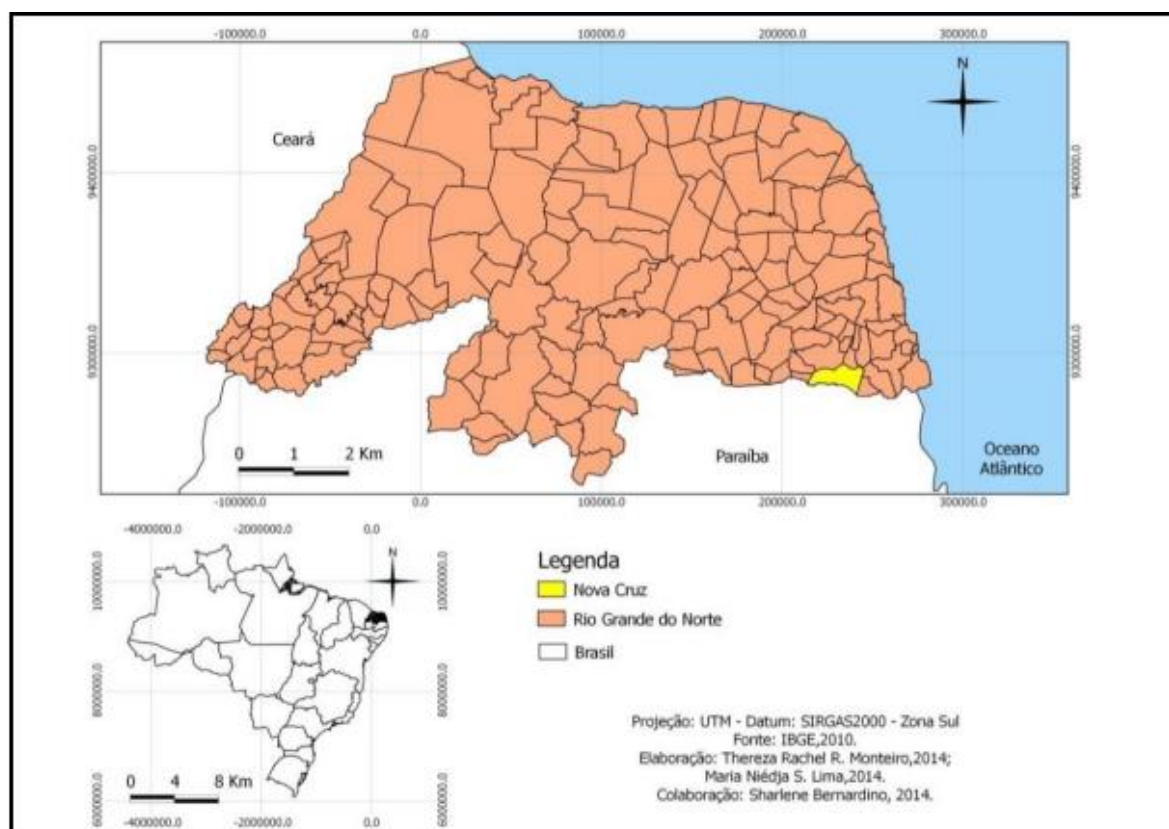 -100000.0 0.0 100000.0 200000.0 300000.0
N
Ceará
9400000.0
9400000.0
9300000.0
9300000.0
0 1 2 Km
Paraíba
Oceano
Atlântico
-100000.0 0.0 100000.0 200000.0 300000.0
-4000000.0 -2000000.0 0.0
N
10000000.0
10000000.0
8000000.0
8000000.0
0 4 8 Km
6000000.0
6000000.0
-4000000.0 -2000000.0 0.0
Legenda
Nova Cruz
Rio Grande do Norte
Brasil
Projeção: UTM - Datum: SIRGAS2000 - Zona Sul
Fonte: IBGE,2010.
Elaboração: Thereza Rachel R. Monteiro,2014;
Maria Niédja S. Lima,2014.
Colaboração: Sharlene Bernardino, 2014.